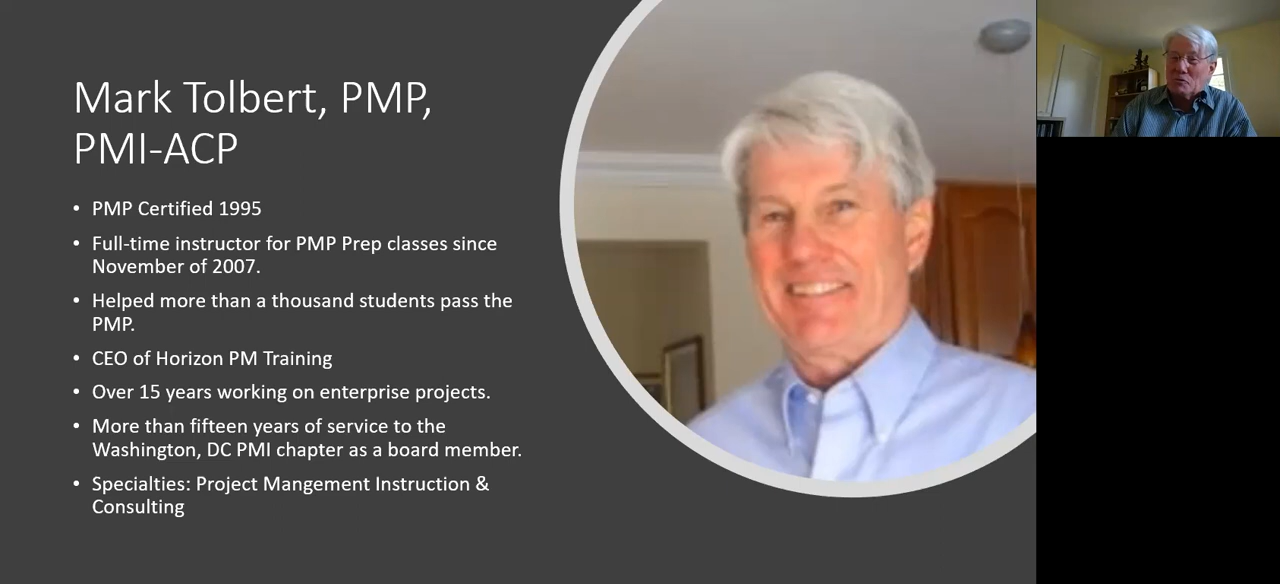 Mark Tolbert, PMP,
PMI-ACP
• PMP Certified 1995
• Full-time instructor for PMP Prep classes since
November of 2007.
• Helped more than a thousand students pass the
PMP.
• CEO of Horizon PM Training
• Over 15 years working on enterprise projects.
• More than fifteen years of service to the
Washington, DC PMI chapter as a board member.
• Specialties: Project Mangement Instruction &
Consulting